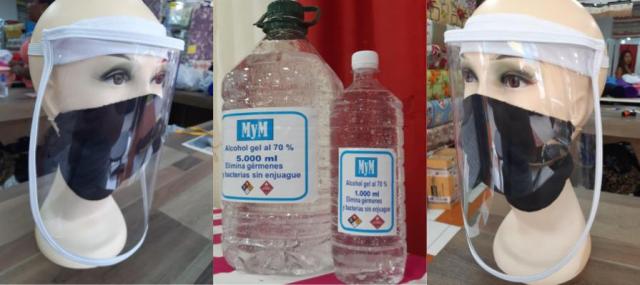 MyM
Alcohol gel al 70 %
5.000 ml
Elimina gérmenes
y bacterias sin enjuague
MyM
Alcohol gel al 70 %
1.000 ml
Elimina gérmenes
y bacterias sin enjuague